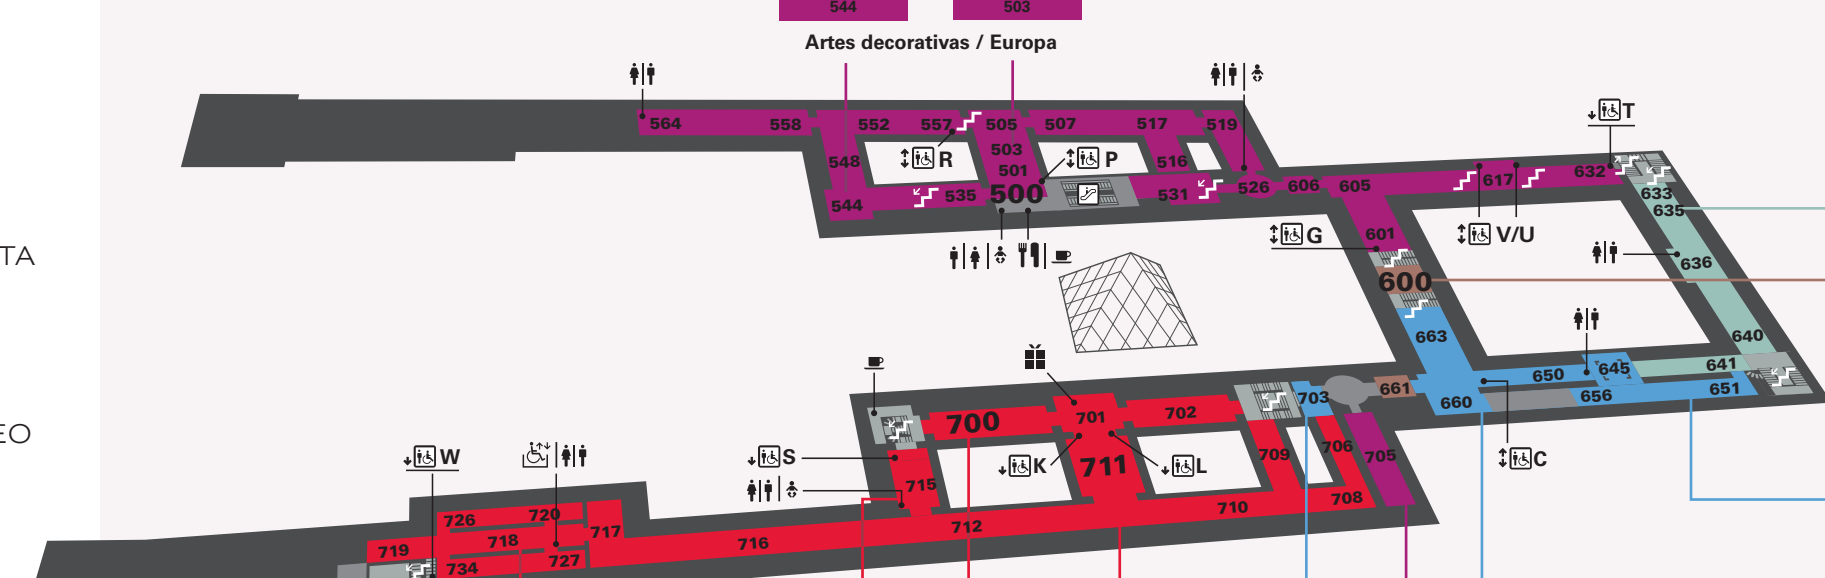 544 503
Artes decorativas / Europa
T
564 558 552 557 505 507 517 519
548 R 503 P 516 632
501 617 633
544 535 500 531 526 606 605 635
601 G V/U
TA
636
600
663
640
650 645 641
661 651
703 660 656
700 701 702
EO
709 706 705 C
W S K 711 L
715
708
710
726 720 717 712
719 718 716
734 727